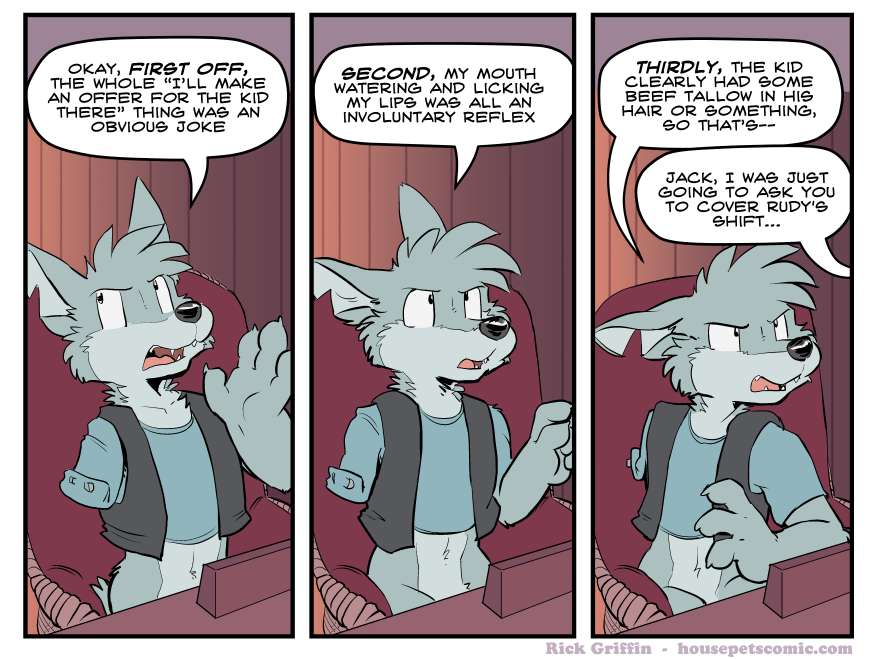 OKAY, FIRST OFF,
THE WHOLE "I'LL MAKE
AN OFFER FOR THE KID
THERE" THING WAS AN
OBVIOUS JOKE
SECOND, MY MOUTH
WATERING AND LICKING
MY LIPS WAS ALL AN
INVOLUNTARY REFLEX
THIRDLY, THE KID
CLEARLY HAD SOME
BEEF TALLOW IN HIS
HAIR OR SOMETHING,
SO THAT'S--
JACK, I WAS JUST
GOING TO ASK YOU
TO COVER RUDY'S
SHIFT...
Rick Griffin - housepetscomic.com